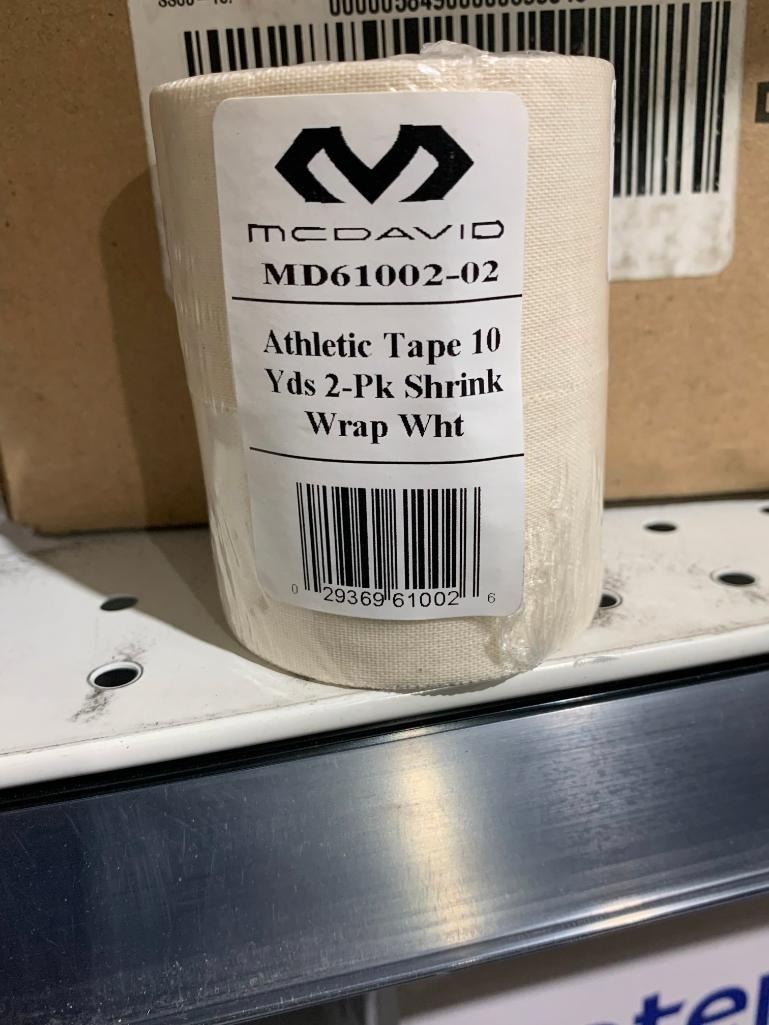 MCDAVID
MD61002-02
Athletic Tape 10
Yds 2-Pk Shrink
Wrap Wht
0 29369 61002 6